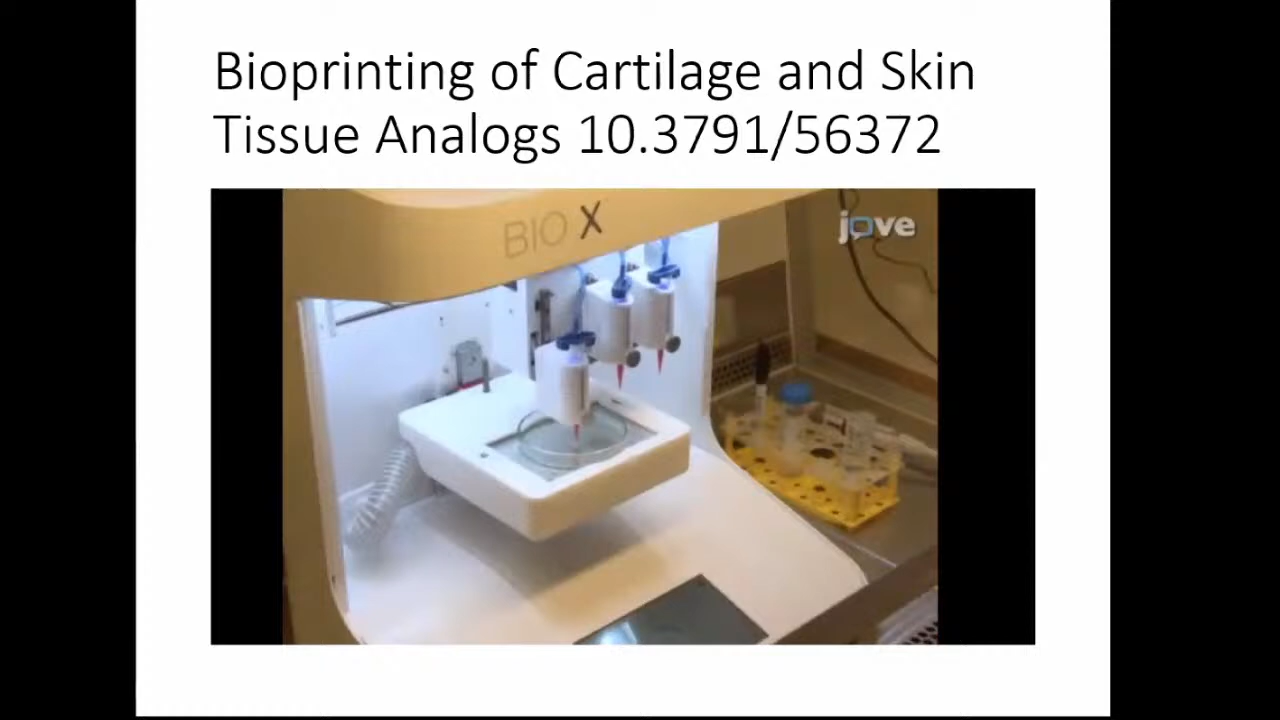 Bioprinting of Cartilage and Skin
Tissue Analogs 10.3791/56372
BIO X
jove